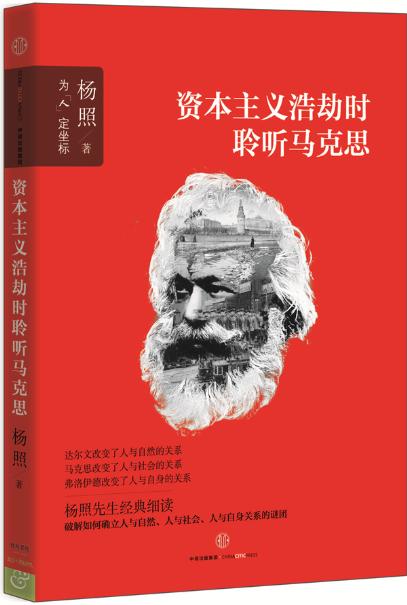 杨照/著
为「人」定坐标
资本主义浩劫时
聆听马克思
达尔文改变了人与自然的关系
马克思改变了人与社会的关系
弗洛伊德改变了人与自身的关系
杨照先生经典细读
破解如何确立人与自然、人与社会、人与自身关系的谜团
中信出版集团
CHINACITICPRESS
资本主义浩劫时聆听马克思
杨照/著